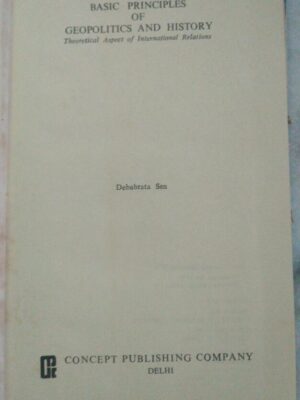 BASIC PRINCIPLES
OF
GEOPOLITICS AND HISTORY
Theoretical Aspect of International Relations
Debabrata Sen
CONCEPT PUBLISHING COMPANY
DELHI